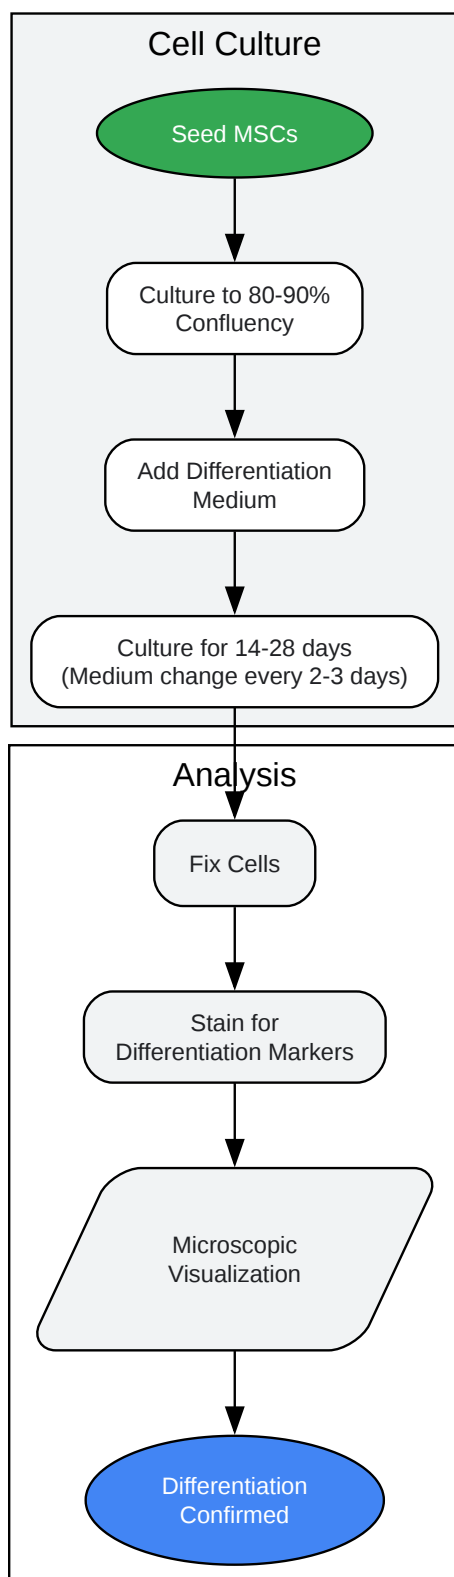 Cell Culture
Seed MSCs
Culture to 80-90%
Confluency
Add Differentiation
Medium
Culture for 14-28 days
(Medium change every 2-3 days)
Analysis
Fix Cells
Stain for
Differentiation Markers
Microscopic
Visualization
Differentiation
Confirmed